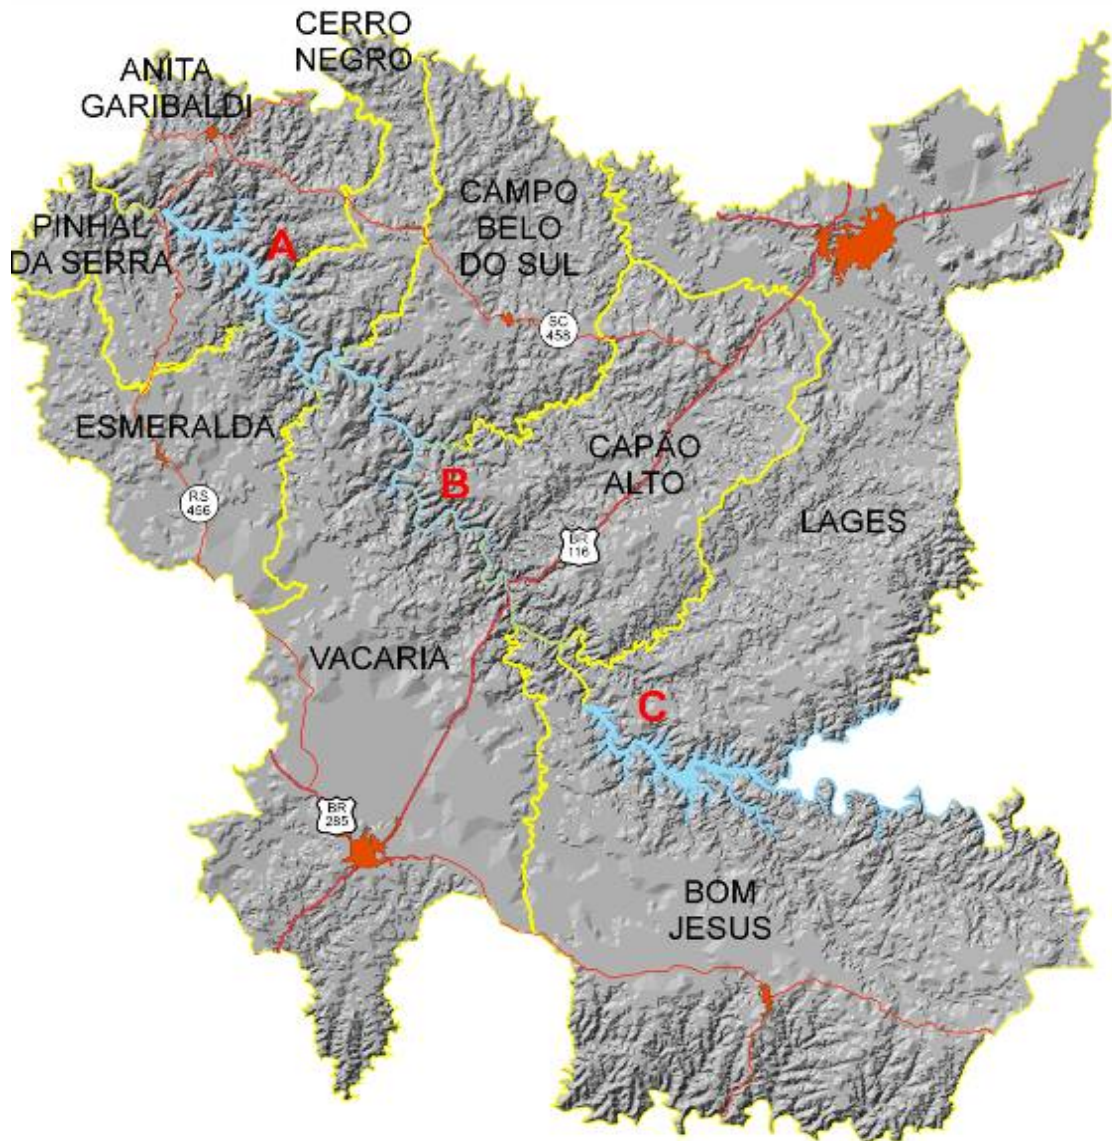 CERRO
NEGRO
ANITA
GARIBALDI
CAMPO
BELO
DO SUL
PINHAL
DA SERRA
A
SC
458
ESMERALDA
CAPÃO
ALTO
B
LAGES
RS
456
BR
116
VACARIA
C
BR
285
BOM
JESUS